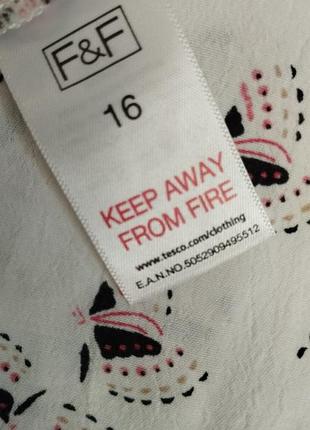 F&F
16
KEEP AWAY
FROM FIRE
www.tesco.com/clothing
E.A.N.NO.5052909495512